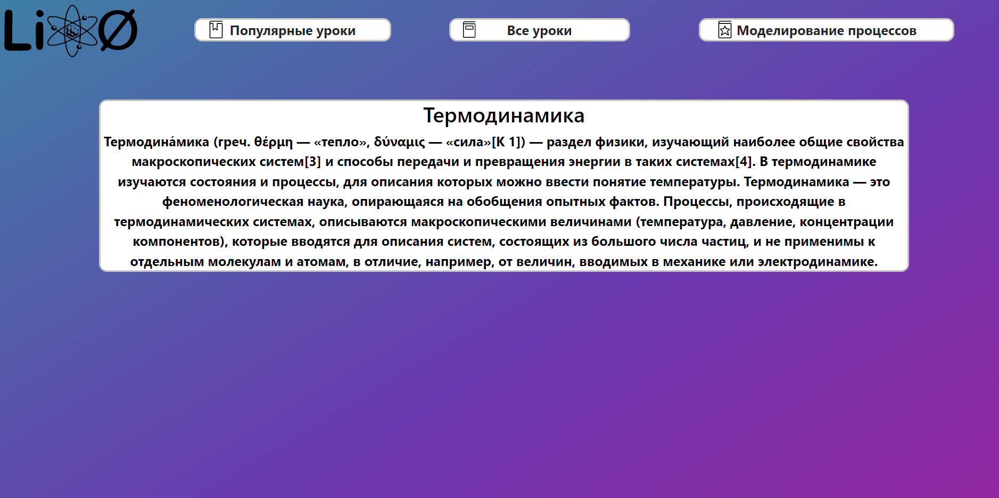 Li Ø
Популярные уроки
Все уроки
Моделирование процессов
Термодинамика
Термодина́мика (греч. θέρμη — «тепло», δύναμις — «сила»[К 1]) — раздел физики, изучающий наиболее общие свойства
макроскопических систем[3] и способы передачи и превращения энергии в таких системах[4]. В термодинамике
изучаются состояния и процессы, для описания которых можно ввести понятие температуры. Термодинамика — это
феноменологическая наука, опирающаяся на обобщения опытных фактов. Процессы, происходящие в
термодинамических системах, описываются макроскопическими величинами (температура, давление, концентрации
компонентов), которые вводятся для описания систем, состоящих из большого числа частиц, и не применимы к
отдельным молекулам и атомам, в отличие, например, от величин, вводимых в механике или электродинамике.